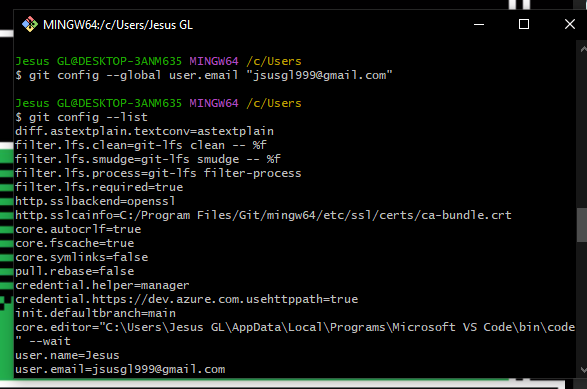 MINGW64:/c/Users/Jesus GL
Jesus GL@DESKTOP-3ANM635 MINGW64 /c/Users
$ git config --global user.email "jsusgl999@gmail.com"
Jesus GL@DESKTOP-3ANM635 MINGW64 /c/Users
$ git config --list
diff.astextplain.textconv=astextplain
filter.lfs.clean=git-lfs clean -- %f
filter.lfs.smudge=git-lfs smudge -- %f
filter.lfs.process=git-lfs filter-process
filter.lfs.required=true
http.sslbackend=openssl
http.sslcainfo=C:/Program Files/Git/mingw64/etc/ssl/certs/ca-bundle.crt
core.autocrlf=true
core.fscache=true
core.symlinks=false
pull.rebase=false
credential.helper=manager
credential.https://dev.azure.com.usehttppath=true
init.defaultbranch=main
core.editor="C:\Users\Jesus GL\AppData\Local\Programs\Microsoft VS Code\bin\code
" --wait
user.name=Jesus
user.email=jsusgl999@gmail.com